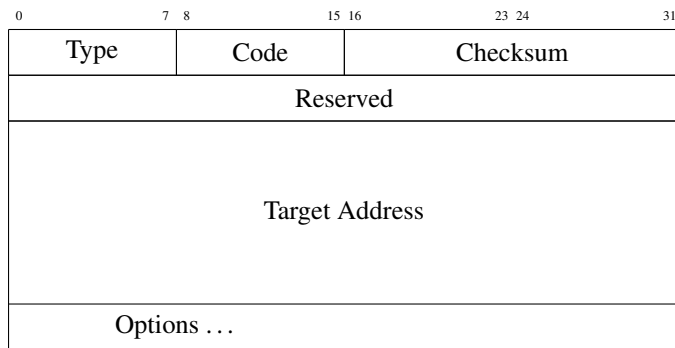 0 7 8 15 16 23 24 31
Type Code Checksum
Reserved
Target Address
Options . . .